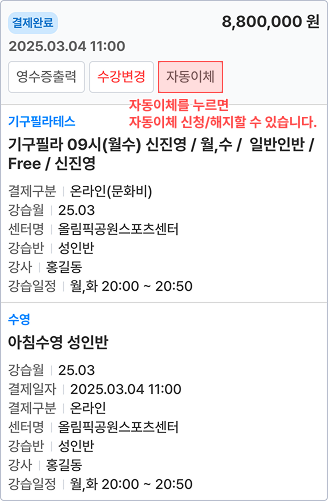 결제완료
8,800,000 원
2025.03.04 11:00
영수증출력
수강변경
자동이체
자동이체를 누르면
자동이체 신청/해지할 수 있습니다.
기구필라테스
기구필라 09시(월수) 신진영 / 월,수 / 일반인반 /
Free / 신진영
결제구분 온라인(문화비)
강습월 25.03
센터명 올림픽공원스포츠센터
강습반 성인반
강사 홍길동
강습일정 월,화 20:00 ~ 20:50
수영
아침수영 성인반
강습월 25.03
결제일자 2025.03.04 11:00
결제구분 온라인
센터명 올림픽공원스포츠센터
강습반 성인반
강사 홍길동
강습일정 월,화 20:00 ~ 20:50